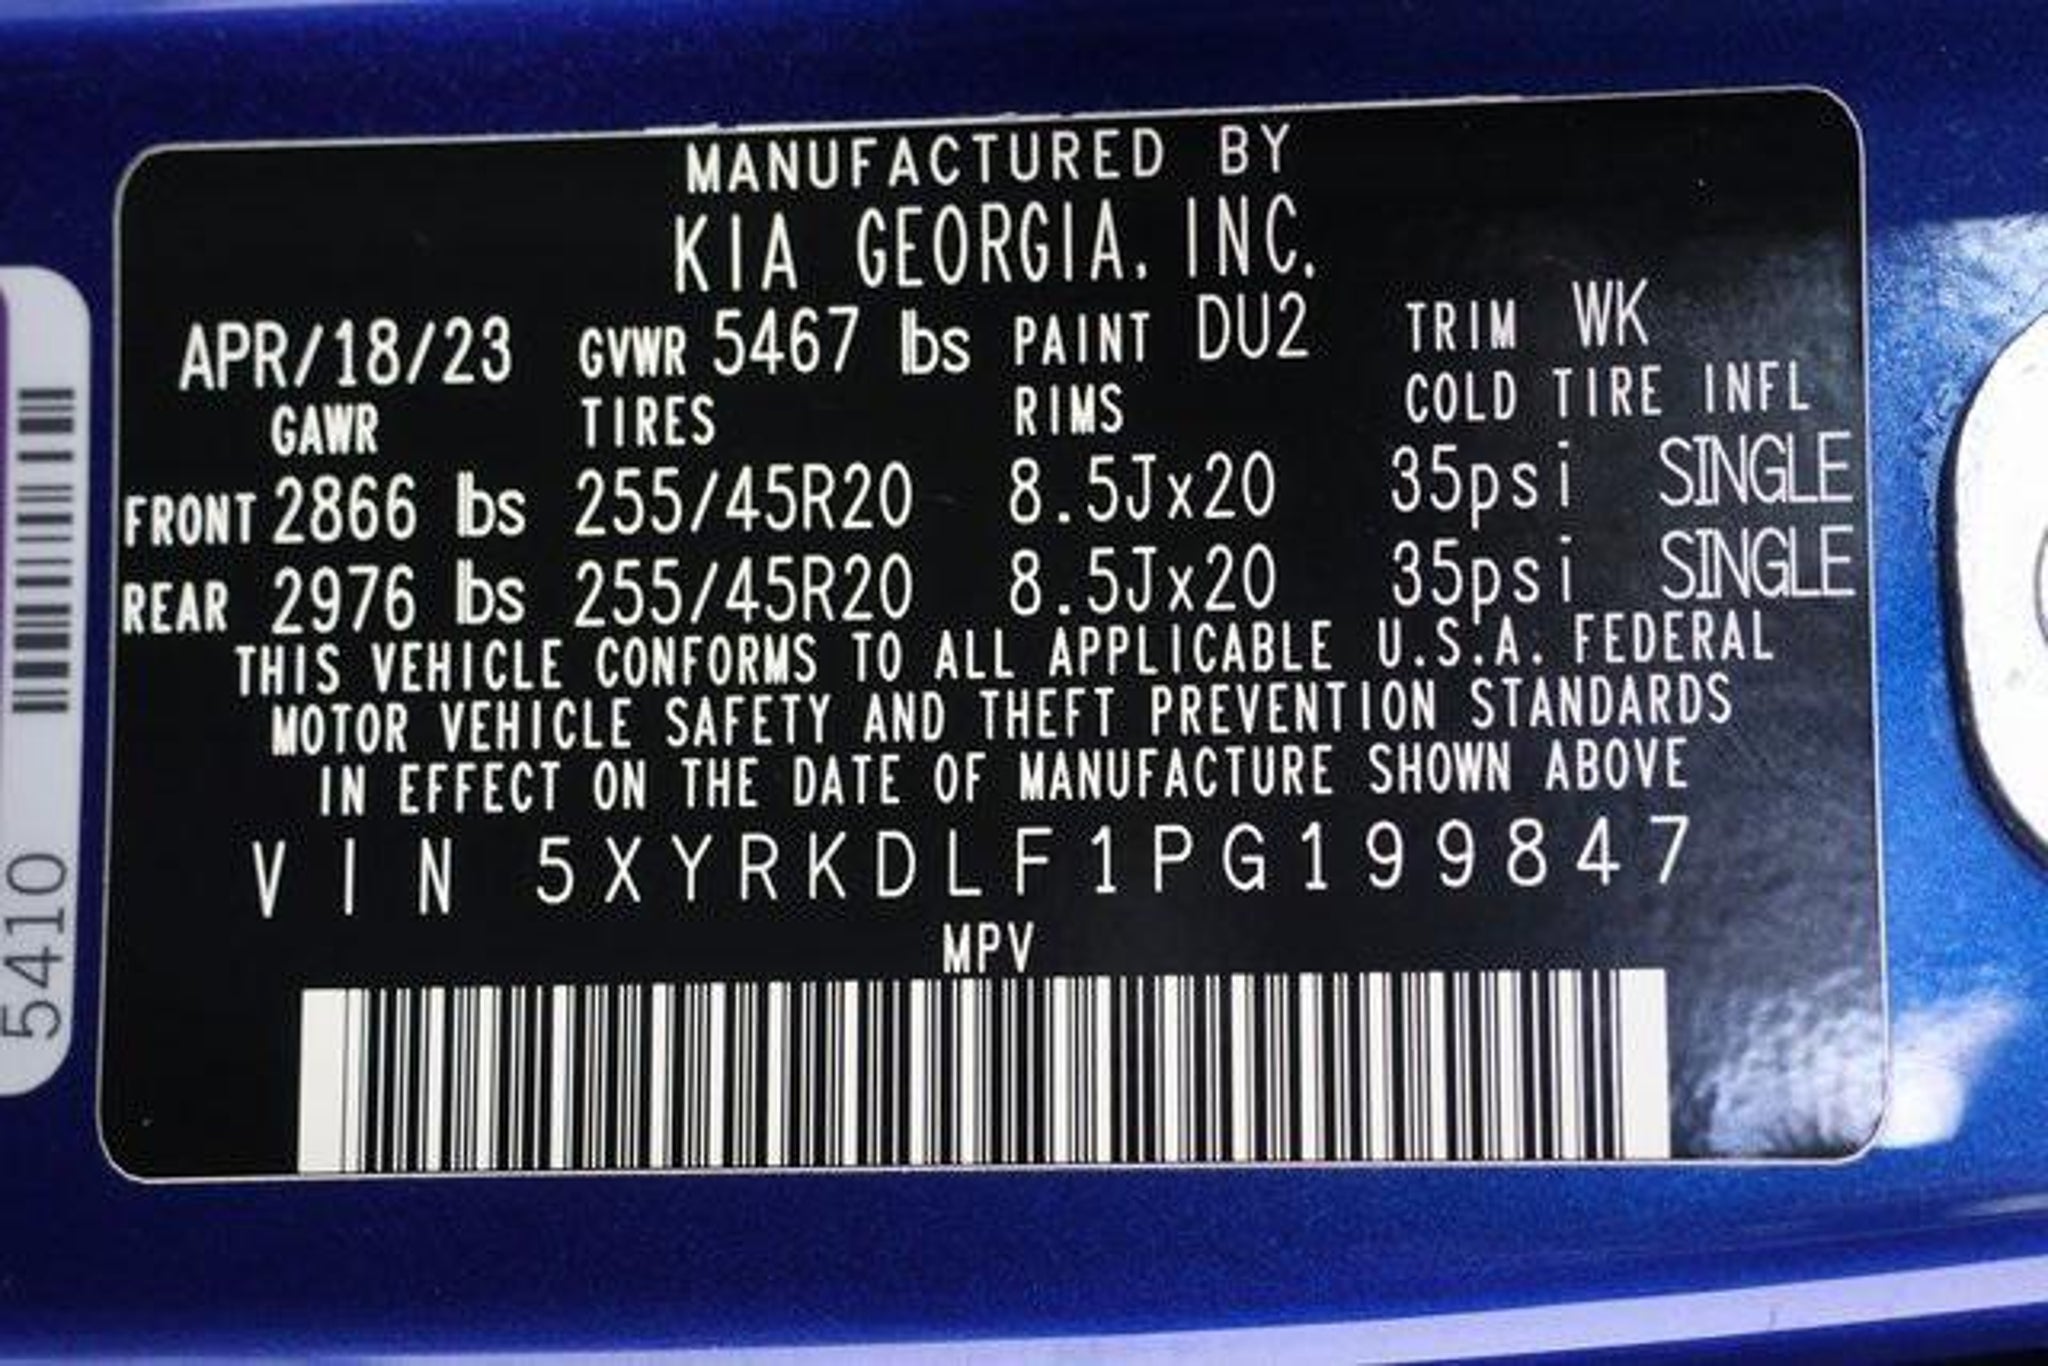 MANUFACTURED BY
KIA GEORGIA. INC.
APR/18/23 GVWR 5467 lbs PAINT DU2 TRIM WK
GAWR TIRES RIMS COLD TIRE INFL
FRONT 2866 lbs 255/45R20 8.5Jx20 35psi SINGLE
REAR 2976 lbs 255/45R20 8.5Jx20 35psi SINGLE
THIS VEHICLE CONFORMS TO ALL APPLICABLE U.S.A. FEDERAL
MOTOR VEHICLE SAFETY AND THEFT PREVENTION STANDARDS
IN EFFECT ON THE DATE OF MANUFACTURE SHOWN ABOVE
VIN 5XYRKDLF1PG199847
MPV
5410